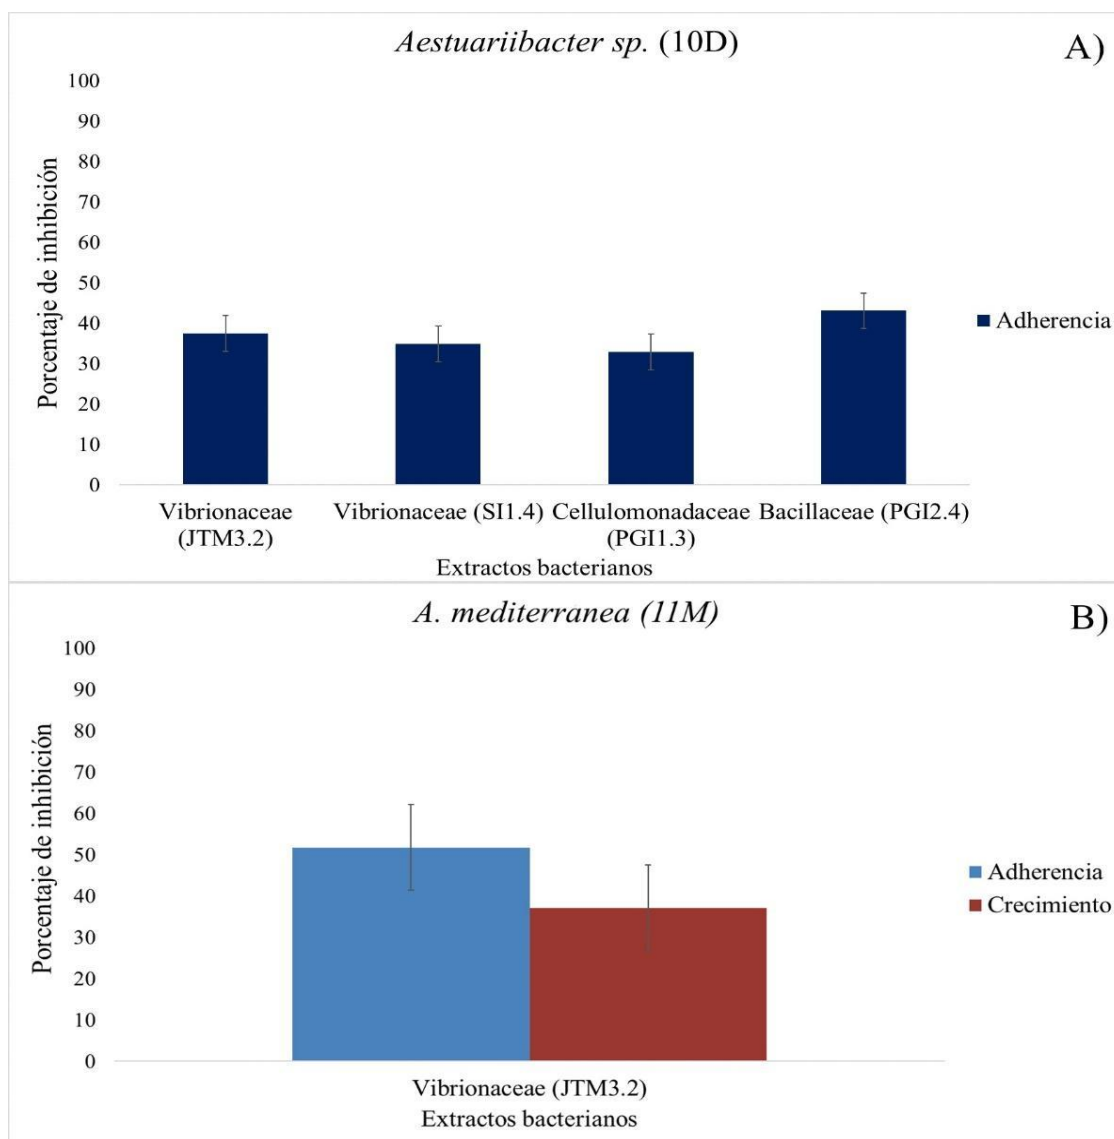 Aestuariibacter sp. (10D)
A)
Porcentaje de inhibición
100
90
80
70
60
50
40
30
20
10
0
Vibrionaceae
(JTM3.2)
Vibrionaceae (SI1.4)
Cellulomonadaceae
(PGI1.3)
Bacillaceae (PGI2.4)
Extractos bacterianos
Adherencia
A. mediterranea (11M)
B)
Porcentaje de inhibición
100
90
80
70
60
50
40
30
20
10
0
Vibrionaceae (JTM3.2)
Extractos bacterianos
Adherencia
Crecimiento